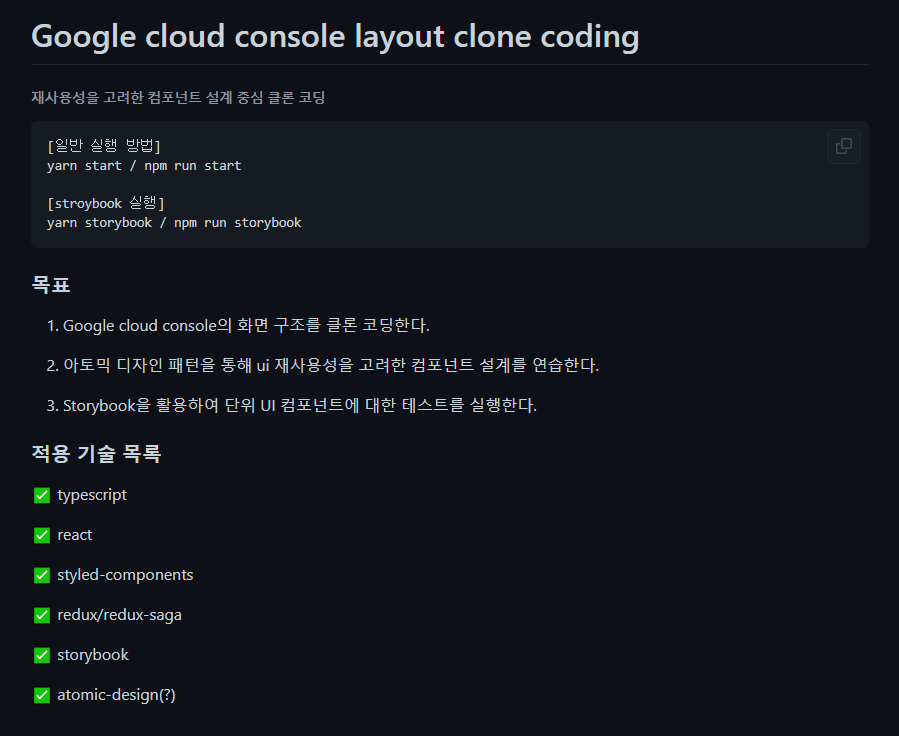 Google cloud console layout clone coding
재사용성을 고려한 컴포넌트 설계 중심 클론 코딩
[일반 실행 방법]
yarn start / npm run start
[stroybook 실행]
yarn storybook / npm run storybook
목표
1. Google cloud console의 화면 구조를 클론 코딩한다.
2. 아토믹 디자인 패턴을 통해 ui 재사용성을 고려한 컴포넌트 설계를 연습한다.
3. Storybook을 활용하여 단위 UI 컴포넌트에 대한 테스트를 실행한다.
적용 기술 목록
✅ typescript
✅ react
✅ styled-components
✅ redux/redux-saga
✅ storybook
✅ atomic-design(?)